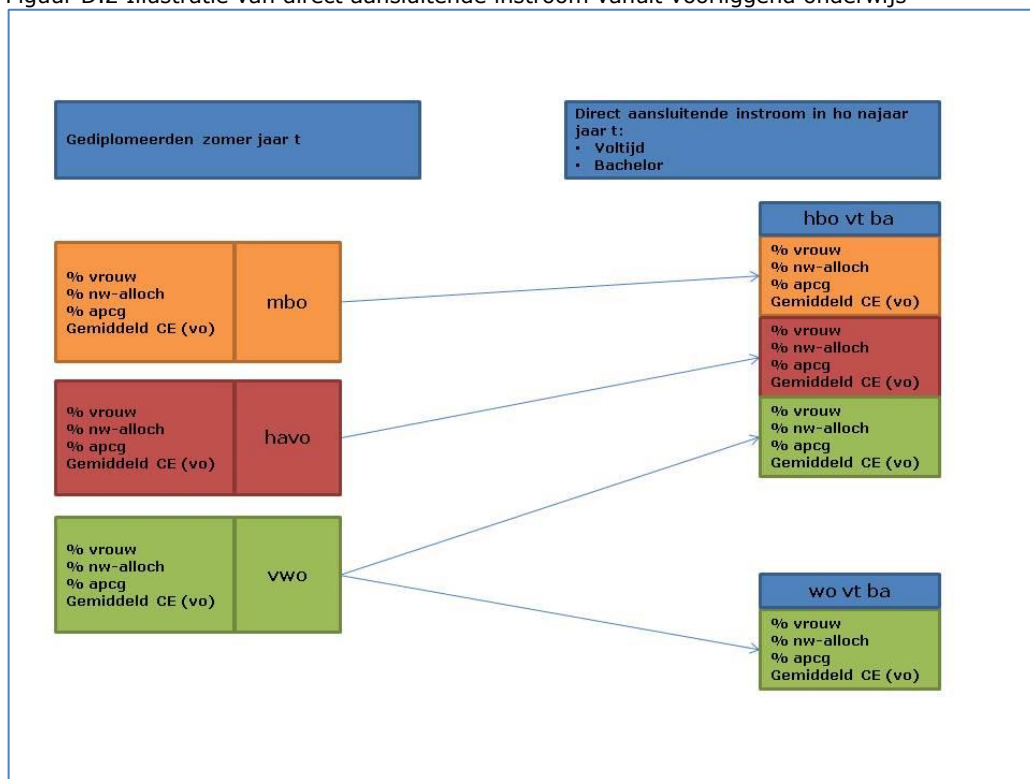 Figuur D.2 Illustratie van direct aansluitende instroom vanuit voorliggend onderwijs
Gediplomeerden zomer jaar t
Direct aansluitende instroom in ho najaar
jaar t:
• Voltijd
• Bachelor
% vrouw
% nw-alloch
% apcg
Gemiddeld CE (vo)
mbo
% vrouw
% nw-alloch
% apcg
Gemiddeld CE (vo)
havo
% vrouw
% nw-alloch
% apcg
Gemiddeld CE (vo)
vwo
hbo vt ba
% vrouw
% nw-alloch
% apcg
Gemiddeld CE (vo)
% vrouw
% nw-alloch
% apcg
Gemiddeld CE (vo)
% vrouw
% nw-alloch
% apcg
Gemiddeld CE (vo)
wo vt ba
% vrouw
% nw-alloch
% apcg
Gemiddeld CE (vo)